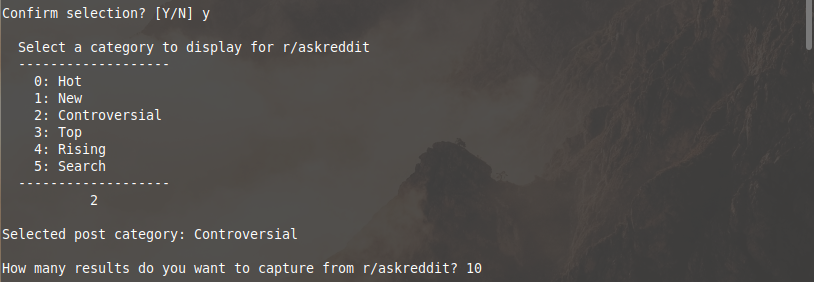 Confirm selection? [Y/N] y
Select a category to display for r/askreddit
-------------------
0: Hot
1: New
2: Controversial
3: Top
4: Rising
5: Search
-------------------
2
Selected post category: Controversial
How many results do you want to capture from r/askreddit? 10